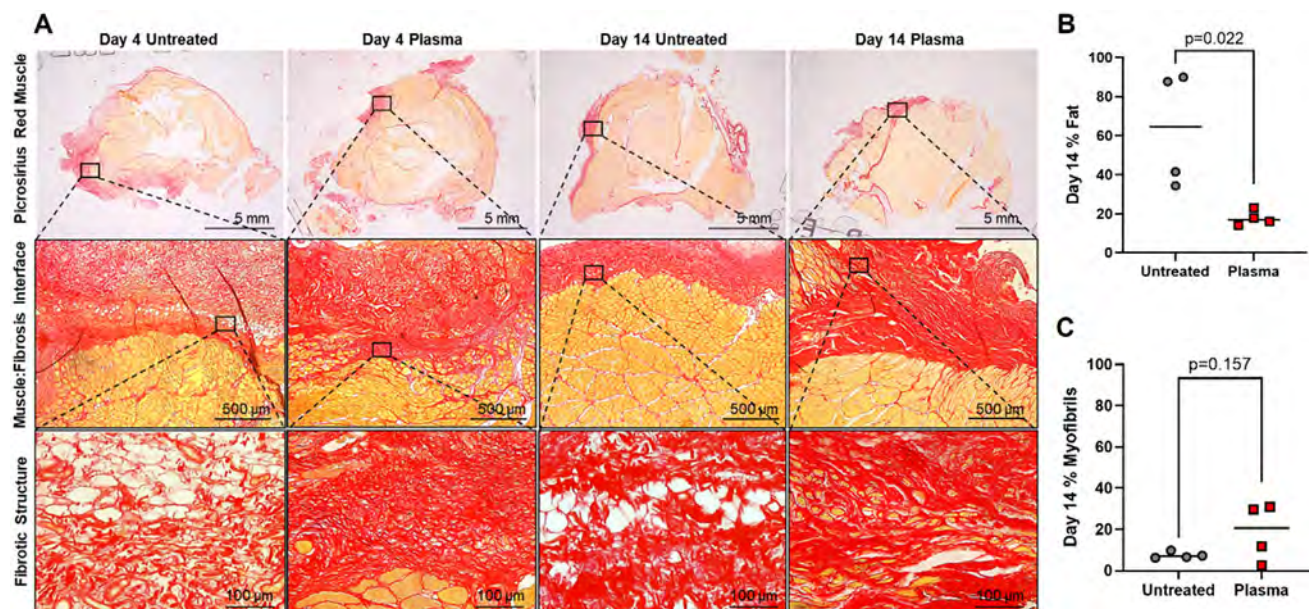 A
Day 4 Untreated
Day 4 Plasma
Day 14 Untreated
Day 14 Plasma
Picrosirius Red Muscle
5 mm
5 mm
5 mm
5 mm
Muscle:Fibrosis Interface
500 µm
500 µm
500 µm
500 µm
Fibrotic Structure
100 µm
100 µm
100 µm
100 µm
B
p=0.022
Day 14 % Fat
100
80
60
40
20
0
Untreated
Plasma
C
p=0.157
Day 14 % Myofibrils
100
80
60
40
20
0
Untreated
Plasma